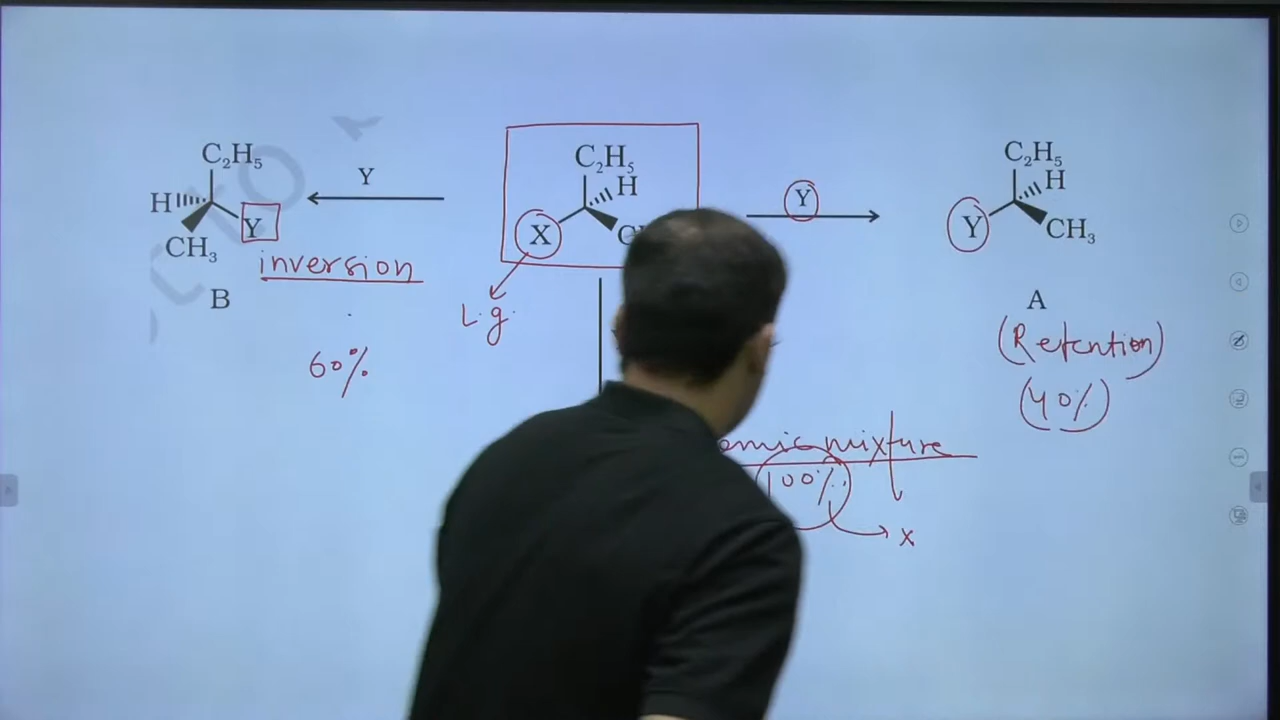 C₂H₅
H
Y
CH₃
B
inversion
60%
Y
C₂H₅
H
X
L.g.
Y
mixture
100%
x
C₂H₅
H
Y
CH₃
A
(Retention)
(40%)